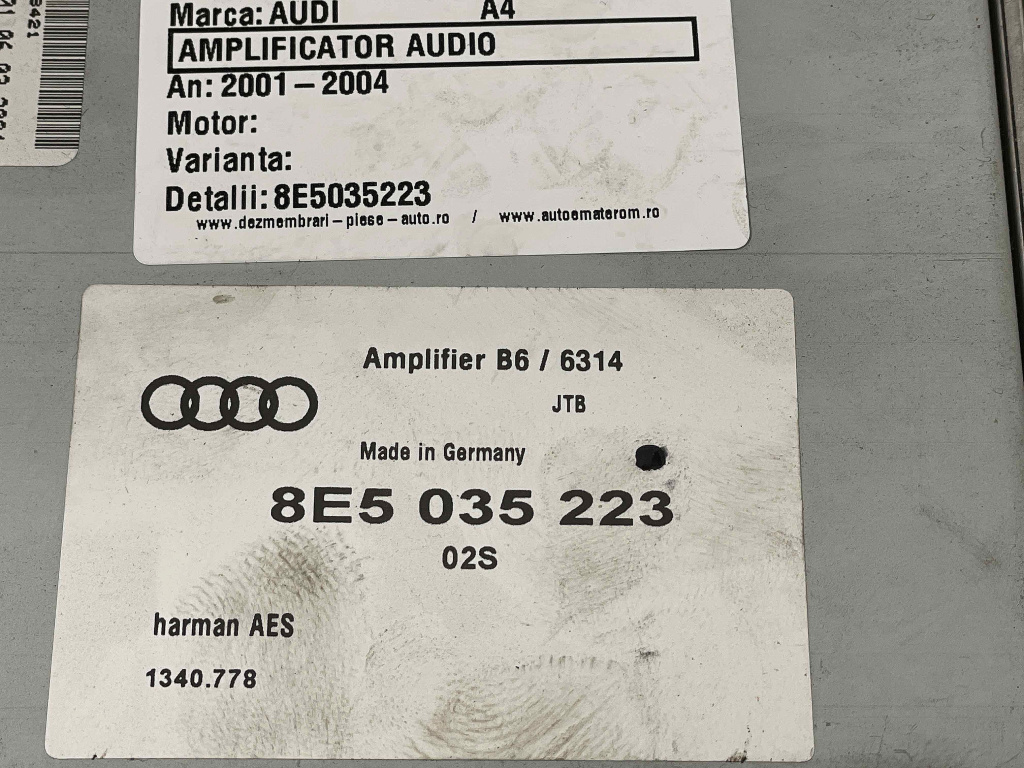 Marca: AUDI A4
AMPLIFICATOR AUDIO
An: 2001 – 2004
Motor:
Varianta:
Detalii: 8E5035223
www.dezmembrari – piese – auto.ro / www.autoematerom.ro
8421
Amplifier B6 / 6314
JTB
Made in Germany
8E5 035 223
02S
harman AES
1340.778